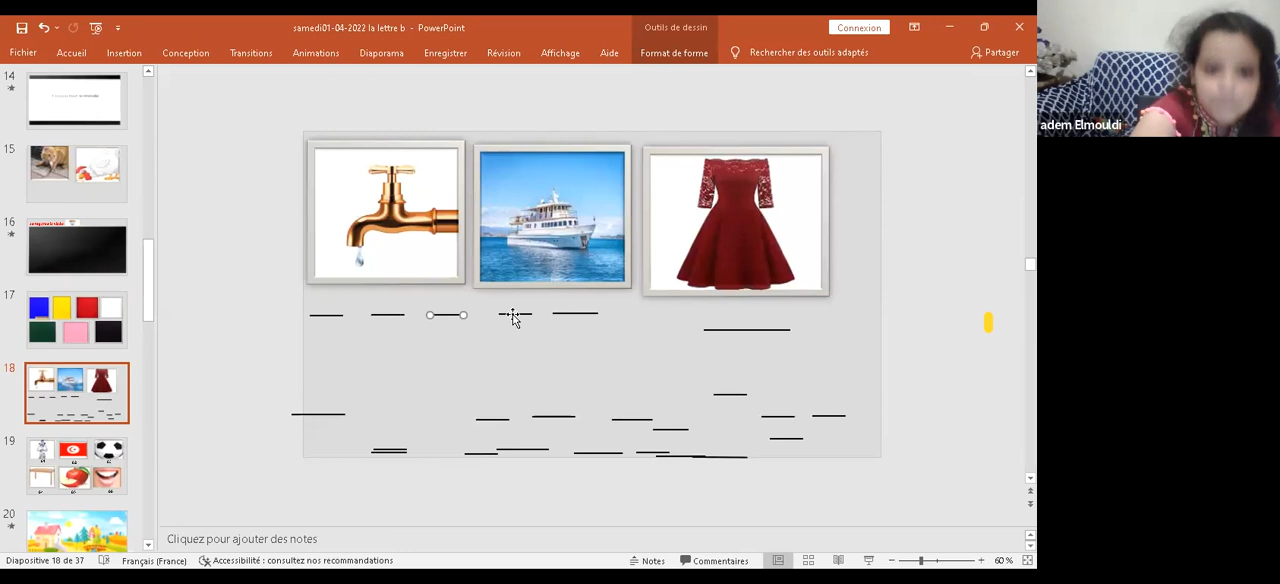 samedi01-04-2022 la lettre b - PowerPoint
Outils de dessin
Connexion
Fichier Accueil Insertion Conception Transitions Animations Diaporama Enregistrer Révision Affichage Aide Format de forme Rechercher des outils adaptés Partager
adem Elmouldi
14
15
16
17
18
19
20
Cliquez pour ajouter des notes
Diapositive 18 de 37 Français (France) Accessibilité : consultez nos recommandations Notes Commentaires 60 %